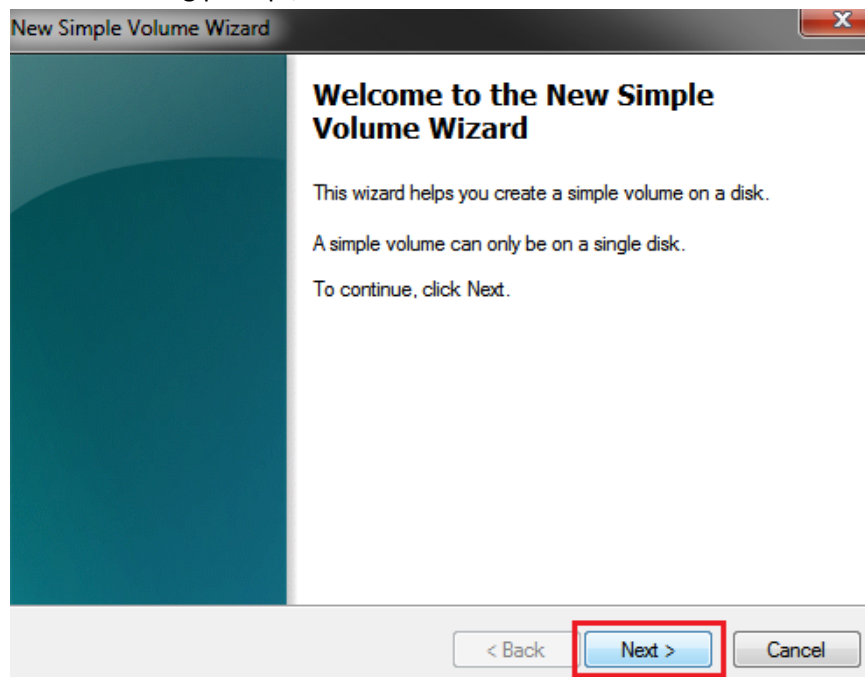 New Simple Volume Wizard
X
Welcome to the New Simple
Volume Wizard
This wizard helps you create a simple volume on a disk.
A simple volume can only be on a single disk.
To continue, click Next.
< Back Next > Cancel